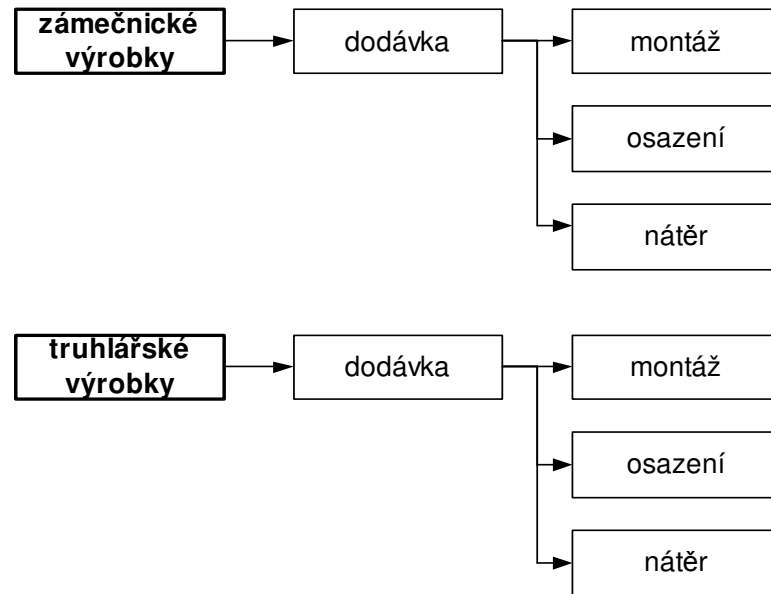 zámečnické
výrobky
dodávka
montáž
osazení
nátěr
truhlářské
výrobky
dodávka
montáž
osazení
nátěr